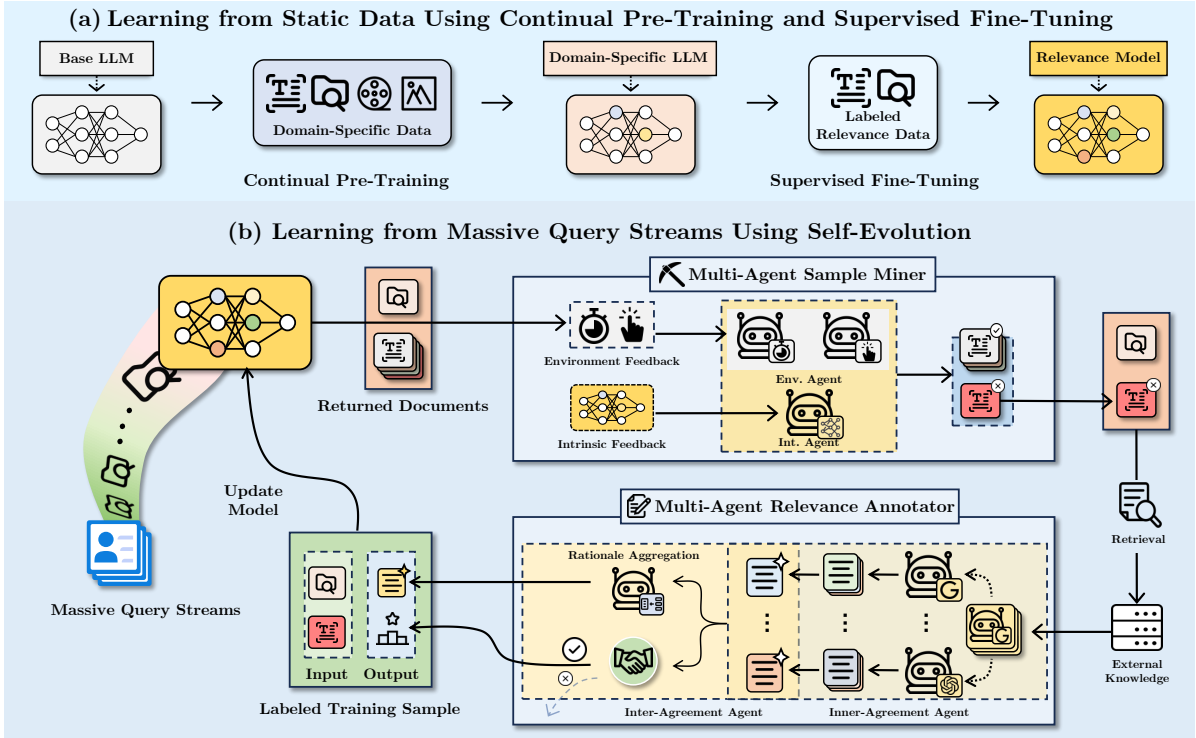 (a) Learning from Static Data Using Continual Pre-Training and Supervised Fine-Tuning
Base LLM
Domain-Specific LLM
Relevance Model
Domain-Specific Data
Labeled
Relevance Data
Continual Pre-Training
Supervised Fine-Tuning
(b) Learning from Massive Query Streams Using Self-Evolution
Multi-Agent Sample Miner
Environment Feedback
Env. Agent
Returned Documents
Intrinsic Feedback
Int. Agent
Update
Model
Multi-Agent Relevance Annotator
Retrieval
Rationale Aggregation
Massive Query Streams
External
Knowledge
Input
Output
Labeled Training Sample
Inter-Agreement Agent
Inner-Agreement Agent